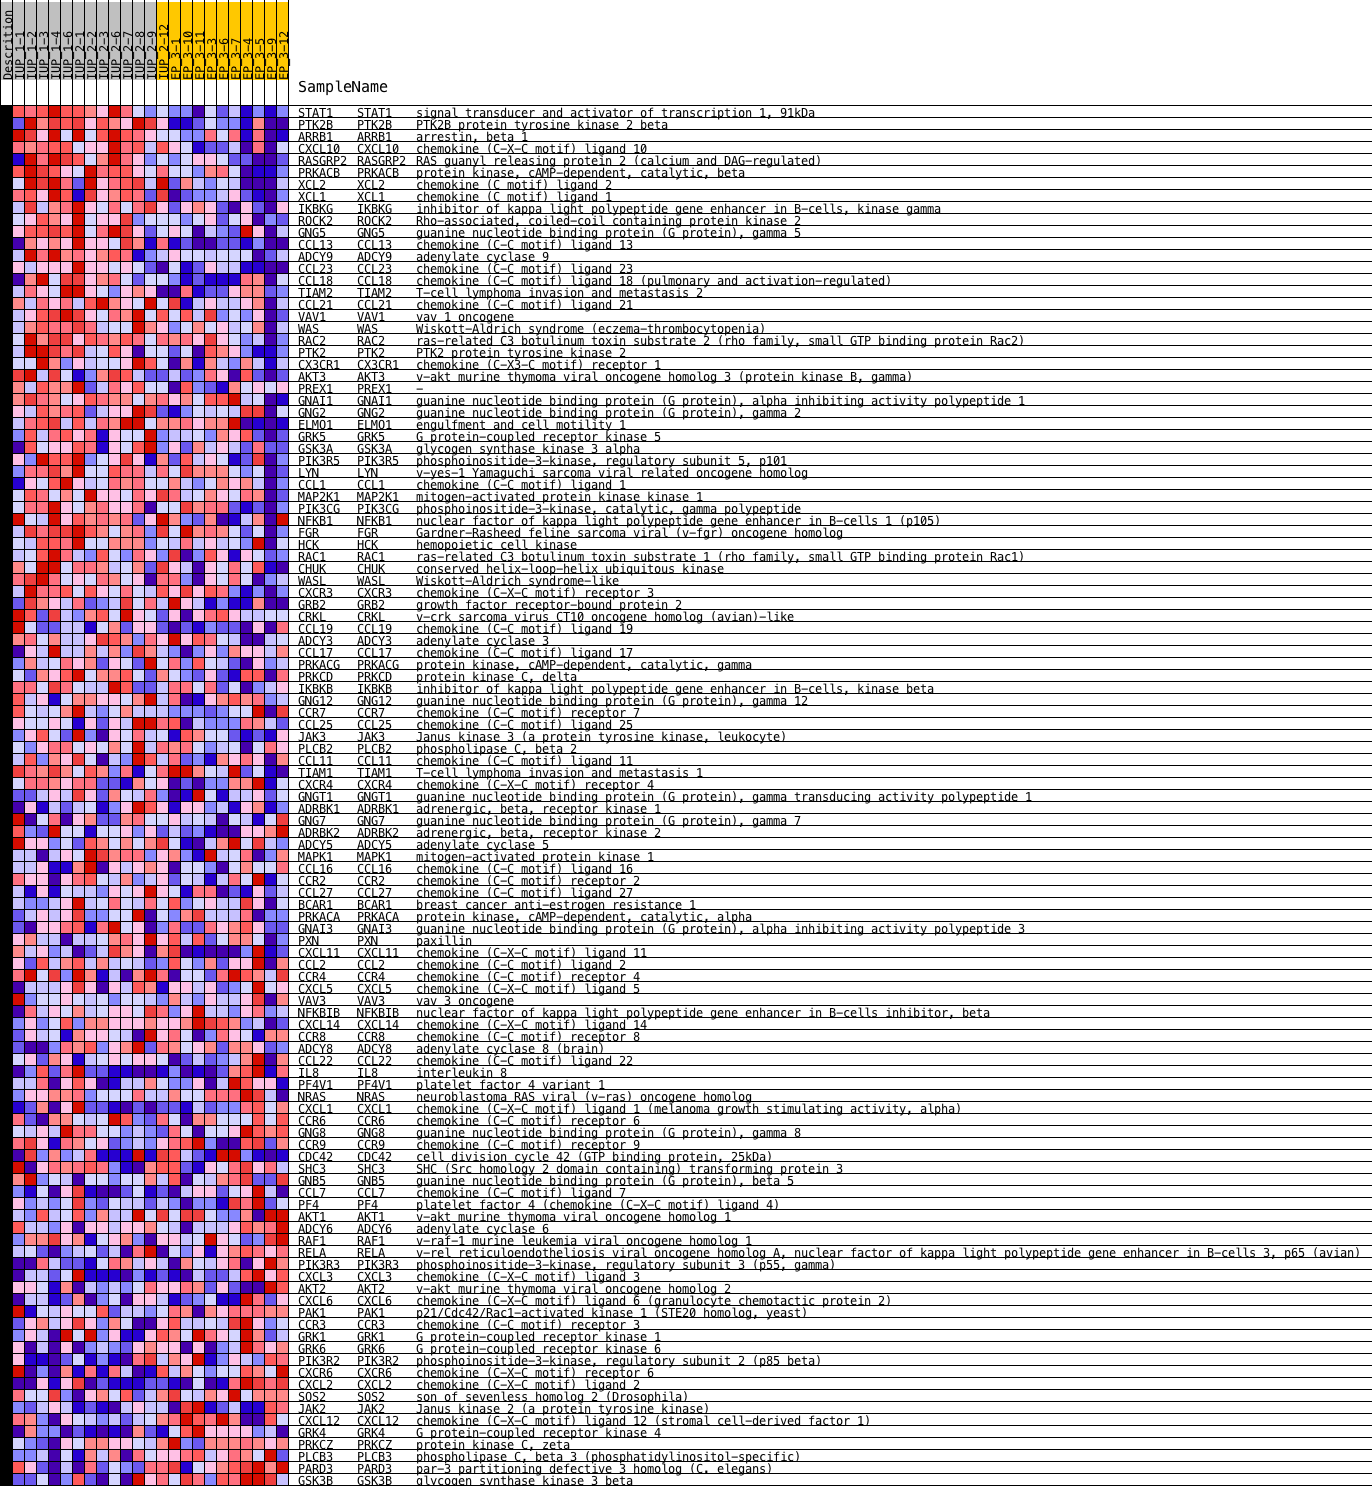 Descrition
IUP_1-1
IUP_1-2
IUP_1-3
IUP_1-4
IUP_1-6
IUP_2-1
IUP_2-2
IUP_2-3
IUP_2-6
IUP_2-7
IUP_2-8
IUP_2-9
IUP_2-12
EP_3-1
EP_3-10
EP_3-11
EP_3-3
EP_3-6
EP_3-7
EP_3-4
EP_3-5
EP_3-9
EP_3-12
SampleName
STAT1 STAT1 signal transducer and activator of transcription 1, 91kDa
PTK2B PTK2B PTK2B protein tyrosine kinase 2 beta
ARRB1 ARRB1 arrestin, beta 1
CXCL10 CXCL10 chemokine (C-X-C motif) ligand 10
RASGRP2 RASGRP2 RAS guanyl releasing protein 2 (calcium and DAG-regulated)
PRKACB PRKACB protein kinase, cAMP-dependent, catalytic, beta
XCL2 XCL2 chemokine (C motif) ligand 2
XCL1 XCL1 chemokine (C motif) ligand 1
IKBKG IKBKG inhibitor of kappa light polypeptide gene enhancer in B-cells, kinase gamma
ROCK2 ROCK2 Rho-associated, coiled-coil containing protein kinase 2
GNG5 GNG5 guanine nucleotide binding protein (G protein), gamma 5
CCL13 CCL13 chemokine (C-C motif) ligand 13
ADCY9 ADCY9 adenylate cyclase 9
CCL23 CCL23 chemokine (C-C motif) ligand 23
CCL18 CCL18 chemokine (C-C motif) ligand 18 (pulmonary and activation-regulated)
TIAM2 TIAM2 T-cell lymphoma invasion and metastasis 2
CCL21 CCL21 chemokine (C-C motif) ligand 21
VAV1 VAV1 vav 1 oncogene
WAS WAS Wiskott-Aldrich syndrome (eczema-thrombocytopenia)
RAC2 RAC2 ras-related C3 botulinum toxin substrate 2 (rho family, small GTP binding protein Rac2)
PTK2 PTK2 PTK2 protein tyrosine kinase 2
CX3CR1 CX3CR1 chemokine (C-X3-C motif) receptor 1
AKT3 AKT3 v-akt murine thymoma viral oncogene homolog 3 (protein kinase B, gamma)
PREX1 PREX1 -
GNAI1 GNAI1 guanine nucleotide binding protein (G protein), alpha inhibiting activity polypeptide 1
GNG2 GNG2 guanine nucleotide binding protein (G protein), gamma 2
ELMO1 ELMO1 engulfment and cell motility 1
GRK5 GRK5 G protein-coupled receptor kinase 5
GSK3A GSK3A glycogen synthase kinase 3 alpha
PIK3R5 PIK3R5 phosphoinositide-3-kinase, regulatory subunit 5, p101
LYN LYN v-yes-1 Yamaguchi sarcoma viral related oncogene homolog
CCL1 CCL1 chemokine (C-C motif) ligand 1
MAP2K1 MAP2K1 mitogen-activated protein kinase kinase 1
PIK3CG PIK3CG phosphoinositide-3-kinase, catalytic, gamma polypeptide
NFKB1 NFKB1 nuclear factor of kappa light polypeptide gene enhancer in B-cells 1 (p105)
FGR FGR Gardner-Rasheed feline sarcoma viral (v-fgr) oncogene homolog
HCK HCK hemopoietic cell kinase
RAC1 RAC1 ras-related C3 botulinum toxin substrate 1 (rho family, small GTP binding protein Rac1)
CHUK CHUK conserved helix-loop-helix ubiquitous kinase
WASL WASL Wiskott-Aldrich syndrome-like
CXCR3 CXCR3 chemokine (C-X-C motif) receptor 3
GRB2 GRB2 growth factor receptor-bound protein 2
CRKL CRKL v-crk sarcoma virus CT10 oncogene homolog (avian)-like
CCL19 CCL19 chemokine (C-C motif) ligand 19
ADCY3 ADCY3 adenylate cyclase 3
CCL17 CCL17 chemokine (C-C motif) ligand 17
PRKACG PRKACG protein kinase, cAMP-dependent, catalytic, gamma
PRKCD PRKCD protein kinase C, delta
IKBKB IKBKB inhibitor of kappa light polypeptide gene enhancer in B-cells, kinase beta
GNG12 GNG12 guanine nucleotide binding protein (G protein), gamma 12
CCR7 CCR7 chemokine (C-C motif) receptor 7
CCL25 CCL25 chemokine (C-C motif) ligand 25
JAK3 JAK3 Janus kinase 3 (a protein tyrosine kinase, leukocyte)
PLCB2 PLCB2 phospholipase C, beta 2
CCL11 CCL11 chemokine (C-C motif) ligand 11
TIAM1 TIAM1 T-cell lymphoma invasion and metastasis 1
CXCR4 CXCR4 chemokine (C-X-C motif) receptor 4
GNGT1 GNGT1 guanine nucleotide binding protein (G protein), gamma transducing activity polypeptide 1
ADRBK1 ADRBK1 adrenergic, beta, receptor kinase 1
GNG7 GNG7 guanine nucleotide binding protein (G protein), gamma 7
ADRBK2 ADRBK2 adrenergic, beta, receptor kinase 2
ADCY5 ADCY5 adenylate cyclase 5
MAPK1 MAPK1 mitogen-activated protein kinase 1
CCL16 CCL16 chemokine (C-C motif) ligand 16
CCR2 CCR2 chemokine (C-C motif) receptor 2
CCL27 CCL27 chemokine (C-C motif) ligand 27
BCAR1 BCAR1 breast cancer anti-estrogen resistance 1
PRKACA PRKACA protein kinase, cAMP-dependent, catalytic, alpha
GNAI3 GNAI3 guanine nucleotide binding protein (G protein), alpha inhibiting activity polypeptide 3
PXN PXN paxillin
CXCL11 CXCL11 chemokine (C-X-C motif) ligand 11
CCL2 CCL2 chemokine (C-C motif) ligand 2
CCR4 CCR4 chemokine (C-C motif) receptor 4
CXCL5 CXCL5 chemokine (C-X-C motif) ligand 5
VAV3 VAV3 vav 3 oncogene
NFKBIB NFKBIB nuclear factor of kappa light polypeptide gene enhancer in B-cells inhibitor, beta
CXCL14 CXCL14 chemokine (C-X-C motif) ligand 14
CCR8 CCR8 chemokine (C-C motif) receptor 8
ADCY8 ADCY8 adenylate cyclase 8 (brain)
CCL22 CCL22 chemokine (C-C motif) ligand 22
IL8 IL8 interleukin 8
PF4V1 PF4V1 platelet factor 4 variant 1
NRAS NRAS neuroblastoma RAS viral (v-ras) oncogene homolog
CXCL1 CXCL1 chemokine (C-X-C motif) ligand 1 (melanoma growth stimulating activity, alpha)
CCR6 CCR6 chemokine (C-C motif) receptor 6
GNG8 GNG8 guanine nucleotide binding protein (G protein), gamma 8
CCR9 CCR9 chemokine (C-C motif) receptor 9
CDC42 CDC42 cell division cycle 42 (GTP binding protein, 25kDa)
SHC3 SHC3 SHC (Src homology 2 domain containing) transforming protein 3
GNB5 GNB5 guanine nucleotide binding protein (G protein), beta 5
CCL7 CCL7 chemokine (C-C motif) ligand 7
PF4 PF4 platelet factor 4 (chemokine (C-X-C motif) ligand 4)
AKT1 AKT1 v-akt murine thymoma viral oncogene homolog 1
ADCY6 ADCY6 adenylate cyclase 6
RAF1 RAF1 v-raf-1 murine leukemia viral oncogene homolog 1
RELA RELA v-rel reticuloendotheliosis viral oncogene homolog A, nuclear factor of kappa light polypeptide gene enhancer in B-cells 3, p65 (avian)
PIK3R3 PIK3R3 phosphoinositide-3-kinase, regulatory subunit 3 (p55, gamma)
CXCL3 CXCL3 chemokine (C-X-C motif) ligand 3
AKT2 AKT2 v-akt murine thymoma viral oncogene homolog 2
CXCL6 CXCL6 chemokine (C-X-C motif) ligand 6 (granulocyte chemotactic protein 2)
PAK1 PAK1 p21/Cdc42/Rac1-activated kinase 1 (STE20 homolog, yeast)
CCR3 CCR3 chemokine (C-C motif) receptor 3
GRK1 GRK1 G protein-coupled receptor kinase 1
GRK6 GRK6 G protein-coupled receptor kinase 6
PIK3R2 PIK3R2 phosphoinositide-3-kinase, regulatory subunit 2 (p85 beta)
CXCR6 CXCR6 chemokine (C-X-C motif) receptor 6
CXCL2 CXCL2 chemokine (C-X-C motif) ligand 2
SOS2 SOS2 son of sevenless homolog 2 (Drosophila)
JAK2 JAK2 Janus kinase 2 (a protein tyrosine kinase)
CXCL12 CXCL12 chemokine (C-X-C motif) ligand 12 (stromal cell-derived factor 1)
GRK4 GRK4 G protein-coupled receptor kinase 4
PRKCZ PRKCZ protein kinase C, zeta
PLCB3 PLCB3 phospholipase C, beta 3 (phosphatidylinositol-specific)
PARD3 PARD3 par-3 partitioning defective 3 homolog (C. elegans)
GSK3B GSK3B glycogen synthase kinase 3 beta